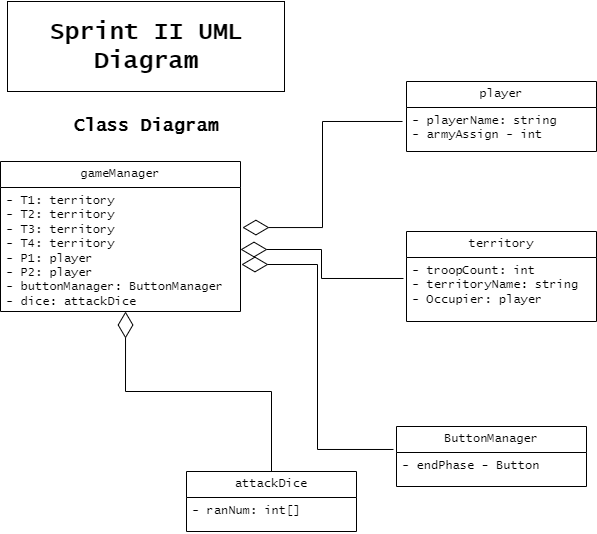 Sprint II UML
Diagram
Class Diagram
player
- playerName: string
- armyAssign - int
gameManager
- T1: territory
- T2: territory
- T3: territory
- T4: territory
- P1: player
- P2: player
- buttonManager: ButtonManager
- dice: attackDice
territory
- troopCount: int
- territoryName: string
- Occupier: player
ButtonManager
- endPhase - Button
attackDice
- ranNum: int[]